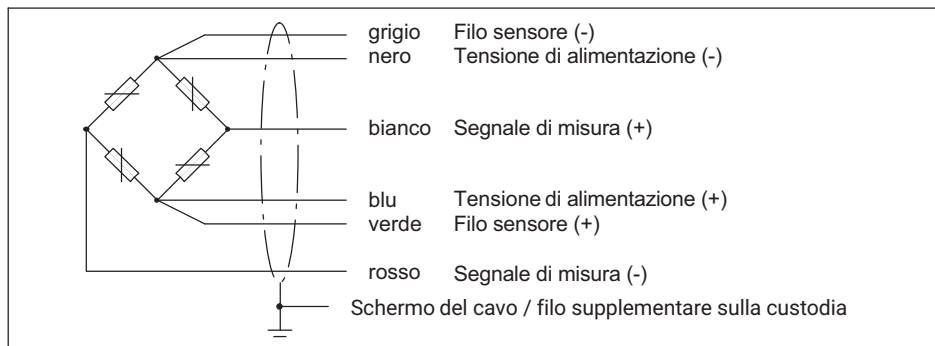 grigio Filo sensore (-)
nero Tensione di alimentazione (-)
bianco Segnale di misura (+)
blu Tensione di alimentazione (+)
verde Filo sensore (+)
rosso Segnale di misura (-)
Schermo del cavo / filo supplementare sulla custodia